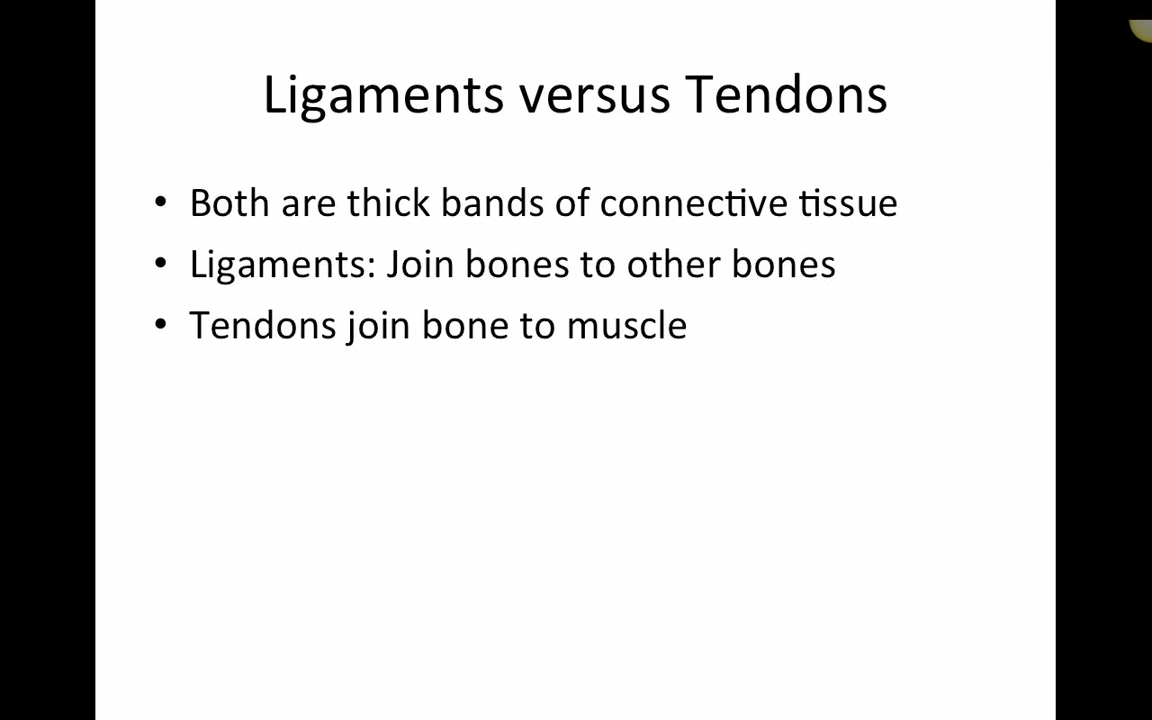 Ligaments versus Tendons
• Both are thick bands of connective tissue
• Ligaments: Join bones to other bones
• Tendons join bone to muscle